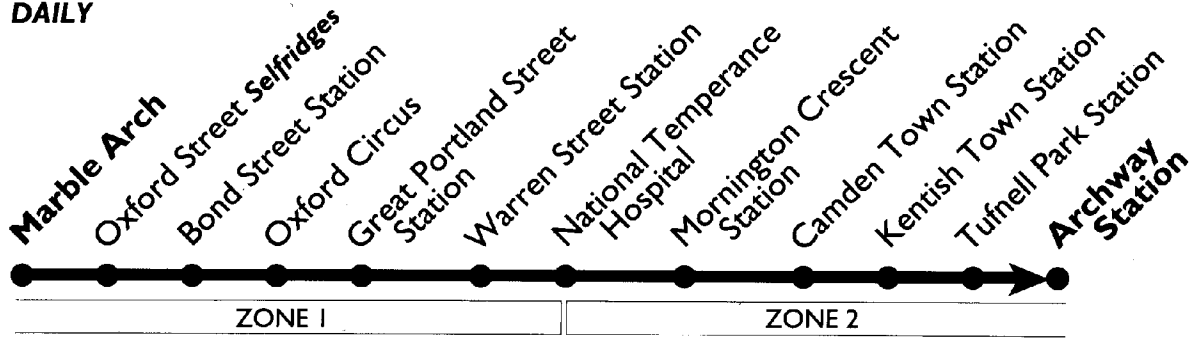 DAILY
Marble Arch
Oxford Street Selfridges
Bond Street Station
Oxford Circus
Great Portland Street
Station
Warren Street Station
National Temperance
Hospital
Mornington Crescent
Station
Camden Town Station
Kentish Town Station
Tufnell Park Station
Archway
Station
ZONE 1
ZONE 2